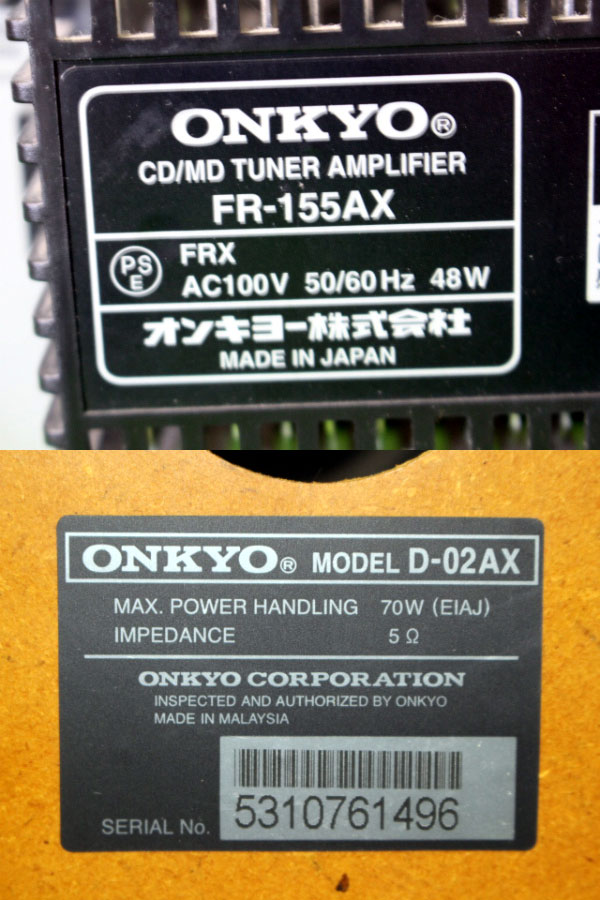 ONKYO®
CD/MD TUNER AMPLIFIER
FR-155AX
PS
E
FRX
AC100V 50/60Hz 48W
オンキヨー株式会社
MADE IN JAPAN
ONKYO® MODEL D-02AX
MAX. POWER HANDLING 70W (EIAJ)
IMPEDANCE 5 Ω
ONKYO CORPORATION
INSPECTED AND AUTHORIZED BY ONKYO
MADE IN MALAYSIA
SERIAL No. 5310761496